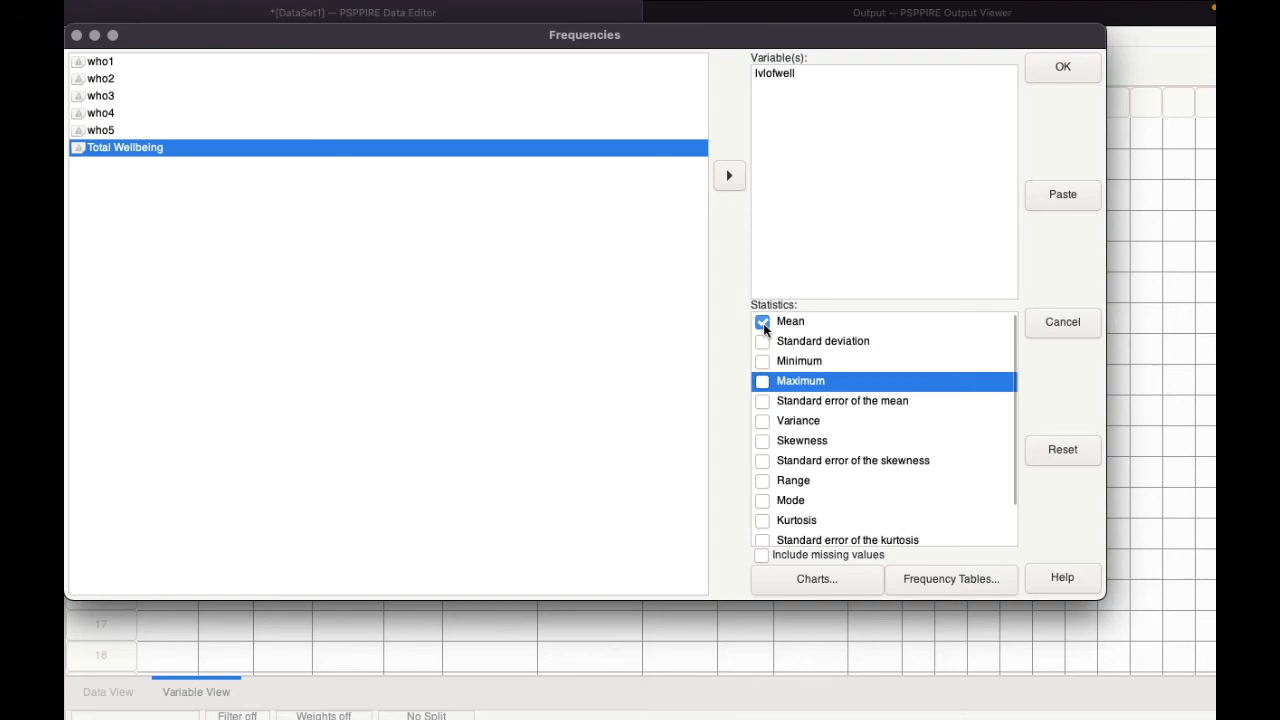 *[DataSet1] — PSPPIRE Data Editor
Output — PSPPIRE Output Viewer
Frequencies
who1
who2
who3
who4
who5
Total Wellbeing
Variable(s):
lvlofwell
OK
Paste
Cancel
Reset
Help
Statistics:
Mean
Standard deviation
Minimum
Maximum
Standard error of the mean
Variance
Skewness
Standard error of the skewness
Range
Mode
Kurtosis
Standard error of the kurtosis
Include missing values
Charts...
Frequency Tables...
17
18
Data View
Variable View
Filter off
Weights off
No Split